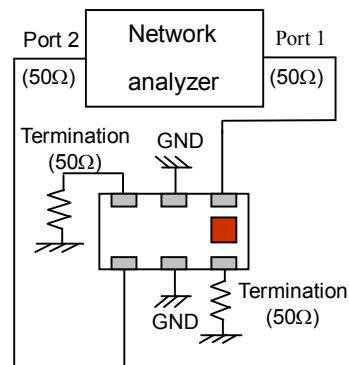 Port 2
Network
analyzer
Port 1
(50Ω)
(50Ω)
Termination
(50Ω)
GND
GND
Termination
(50Ω)